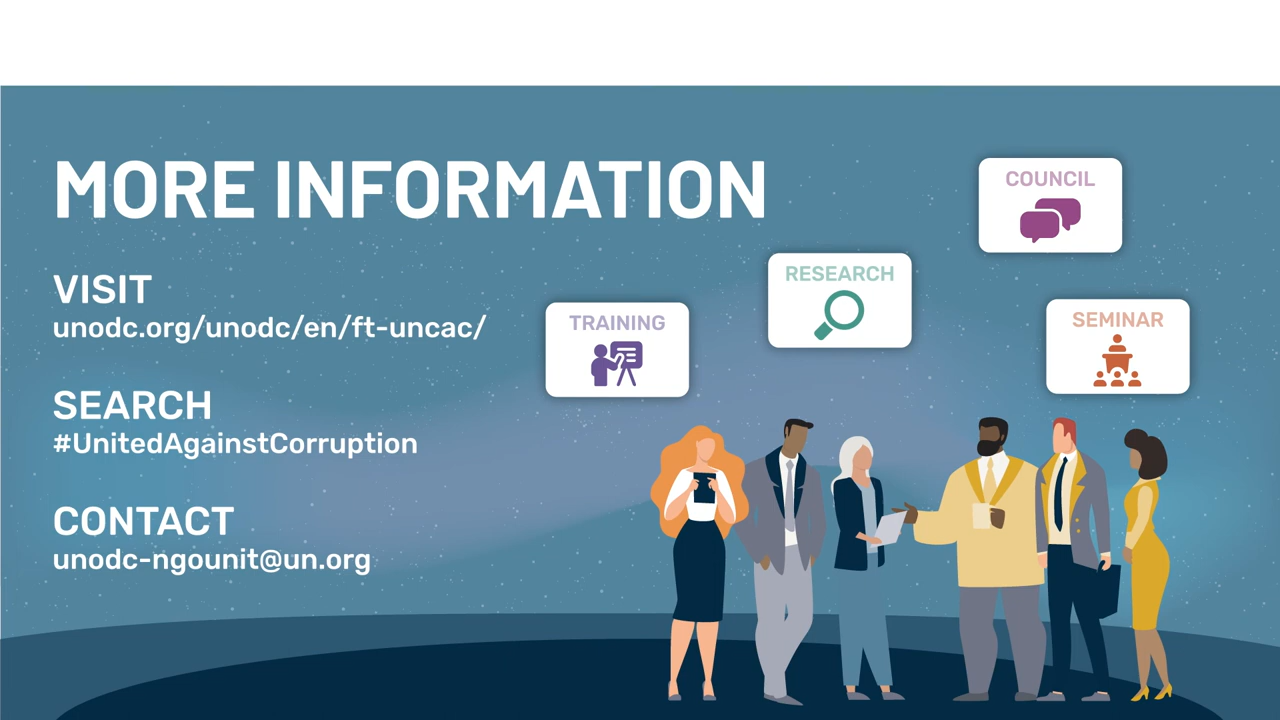 MORE INFORMATION
VISIT
unodc.org/unodc/en/ft-uncac/
SEARCH
#UnitedAgainstCorruption
CONTACT
unodc-ngounit@un.org
TRAINING
RESEARCH
COUNCIL
SEMINAR